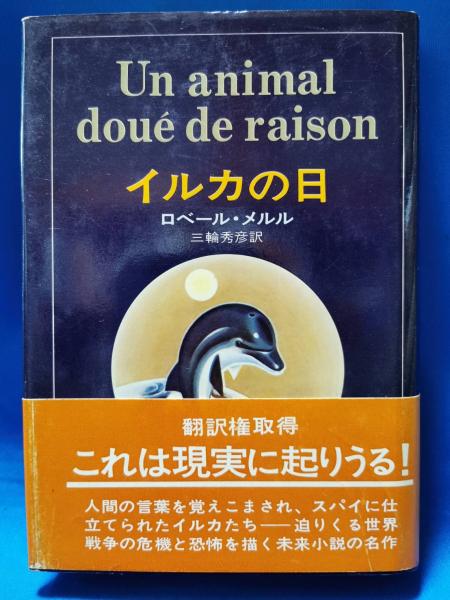 Un animal
doué de raison
イルカの日
ロベール・メルル
三輪秀彦訳
翻訳権取得
これは現実に起りうる!
人間の言葉を覚えこまされ、スパイに仕
立てられたイルカたち——迫りくる世界
戦争の危機と恐怖を描く未来小説の名作